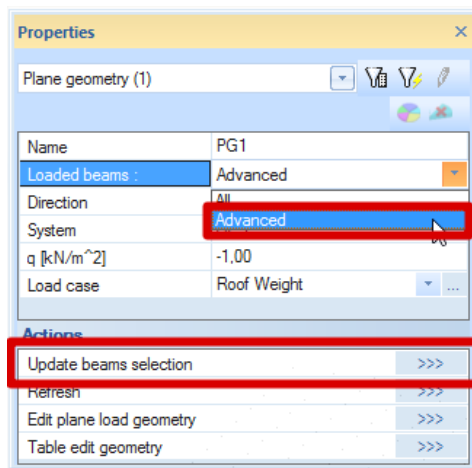 Properties
Plane geometry (1)
Name PG1
Loaded beams : Advanced
Direction All
Advanced
System
q [kN/m^2] -1,00
Load case Roof Weight ...
Actions
Update beams selection >>>
Refresh >>>
Edit plane load geometry >>>
Table edit geometry >>>